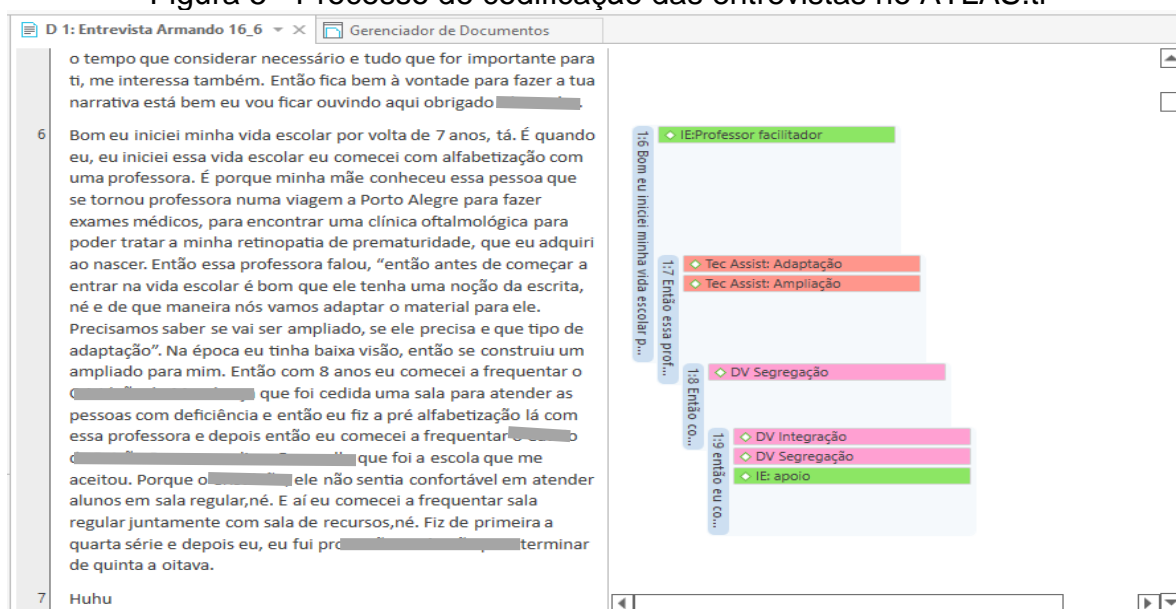 Figura 8 - Processo de codificação das entrevistas no ATLAS.ti
D 1: Entrevista Armando 16_6
Gerenciador de Documentos
o tempo que considerar necessário e tudo que for importante para
ti, me interessa também. Então fica bem à vontade para fazer a tua
narrativa está bem eu vou ficar ouvindo aqui obrigado
6 Bom eu iniciei minha vida escolar por volta de 7 anos, tá. É quando
eu, eu iniciei essa vida escolar eu comecei com alfabetização com
uma professora. É porque minha mãe conheceu essa pessoa que
se tornou professora numa viagem a Porto Alegre para fazer
exames médicos, para encontrar uma clínica oftalmológica para
poder tratar a minha retinopatia de prematuridade, que eu adquiri
ao nascer. Então essa professora falou, “então antes de começar a
entrar na vida escolar é bom que ele tenha uma noção da escrita,
né e de que maneira nós vamos adaptar o material para ele.
Precisamos saber se vai ser ampliado, se ele precisa e que tipo de
adaptação”. Na época eu tinha baixa visão, então se construiu um
ampliado para mim. Então com 8 anos eu comecei a frequentar o
que foi cedida uma sala para atender as
pessoas com deficiência e então eu fiz a pré alfabetização lá com
essa professora e depois então eu comecei a frequentar
que foi a escola que me
aceitou. Porque o ele não sentia confortável em atender
alunos em sala regular,né. E aí eu comecei a frequentar sala
regular juntamente com sala de recursos,né. Fiz de primeira a
quarta série e depois eu, eu fui terminar
de quinta a oitava.
7 Huhu
1:6 Bom eu iniciei minha vida escolar p...
IE:Professor facilitador
1:7 Então essa prof...
Tec Assist: Adaptação
Tec Assist: Ampliação
1:8 Então co...
DV Segregação
1:9 então eu co...
DV Integração
DV Segregação
IE: apoio